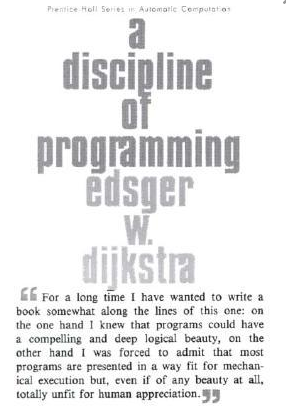 Prentice-Hall Series in Automatic Computation
a
discipline
of
programming
edsger
w.
dijkstra
“ For a long time I have wanted to write a
book somewhat along the lines of this one: on
the one hand I knew that programs could have
a compelling and deep logical beauty, on the
other hand I was forced to admit that most
programs are presented in a way fit for mechan-
ical execution but, even if of any beauty at all,
totally unfit for human appreciation.”